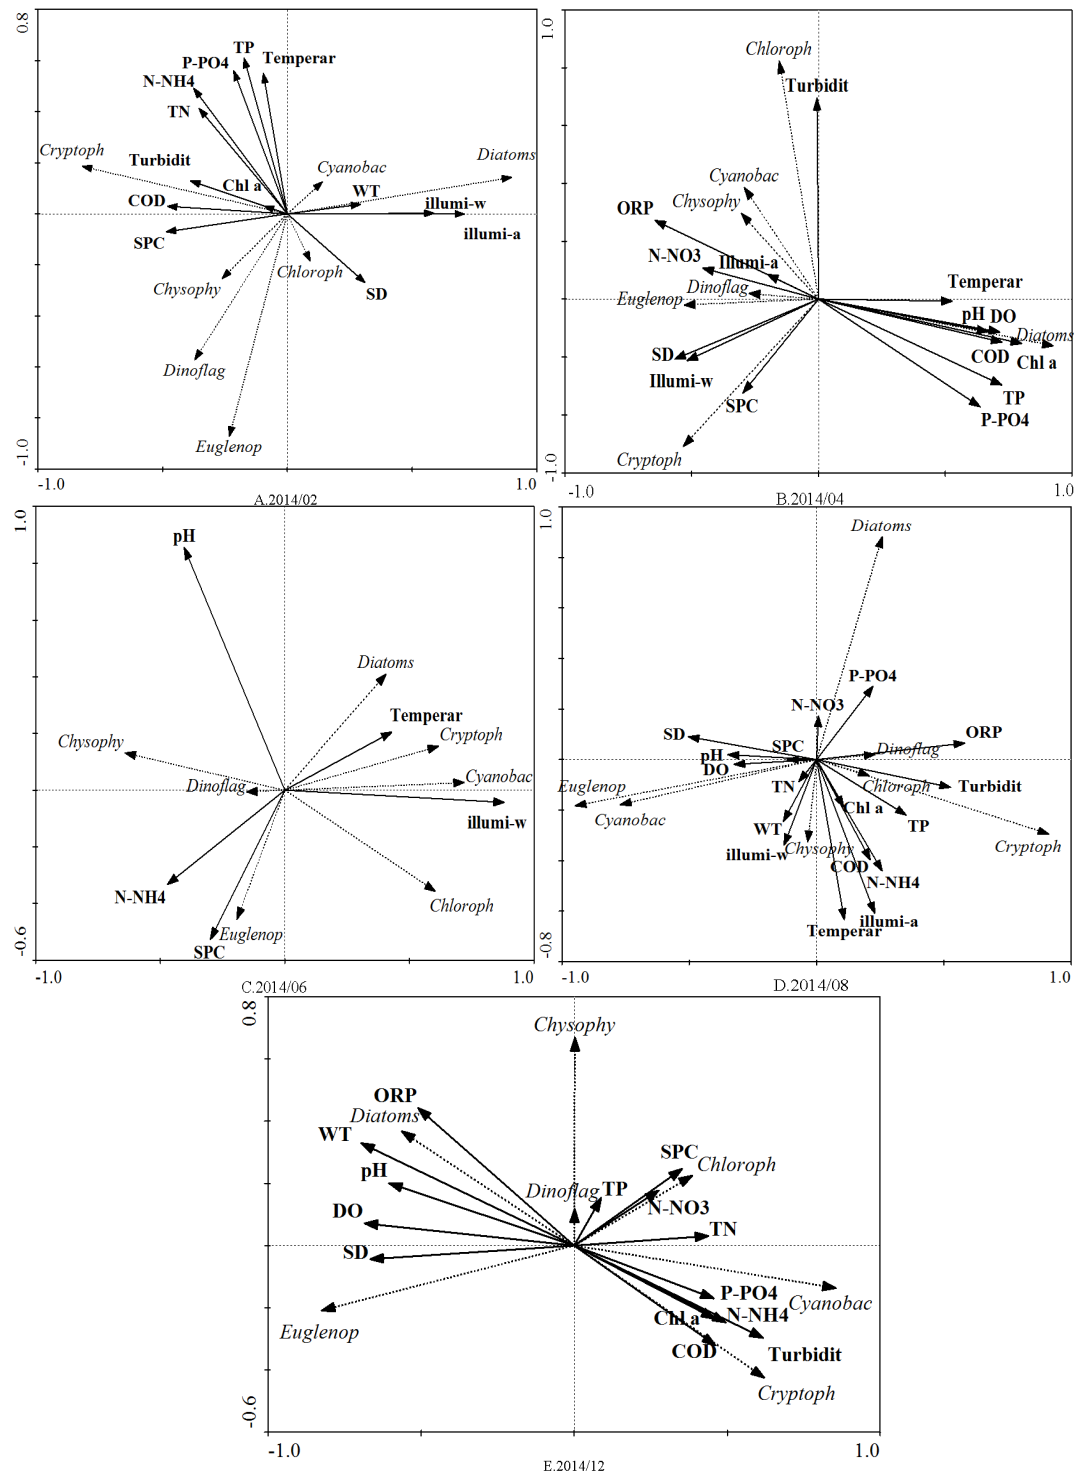 0.8
TP
Temperar
P-PO4
N-NH4
TN
Cryptoph
Turbidit
Chl a
Cyanobac
Diatoms
WT
COD
illumi-w
illumi-a
SPC
Chysophy
Chloroph
SD
Dinoflag
Euglenop
-1.0
-1.0
1.0
A.2014/02
1.0
Chloroph
Turbidit
Cyanobac
Chysophy
ORP
N-NO3
Illumi-a
Dinoflag
Euglenop
Temperar
pH
DO
Diatoms
COD
Chl a
SD
Illumi-w
SPC
TP
P-PO4
Cryptoph
-1.0
-1.0
1.0
B.2014/04
1.0
pH
Diatoms
Temperar
Chysophy
Cryptoph
Dinoflag
Cyanobac
illumi-w
N-NH4
Chloroph
Euglenop
SPC
-0.6
-1.0
1.0
C.2014/06
1.0
Diatoms
P-PO4
N-NO3
SD
ORP
SPC
pH
Dinoflag
DO
TN
Chloroph
Turbidit
Euglenop
Cyanobac
Chl a
TP
WT
illumi-w
Chysophy
COD
Cryptoph
N-NH4
illumi-a
Temperar
-0.8
-1.0
1.0
D.2014/08
0.8
Chysophy
ORP
Diatoms
WT
pH
SPC
Chloroph
Dinoflag
TP
N-NO3
DO
TN
SD
P-PO4
Cyanobac
Chl a
N-NH4
Euglenop
COD
Turbidit
Cryptoph
-0.6
-1.0
1.0
E.2014/12